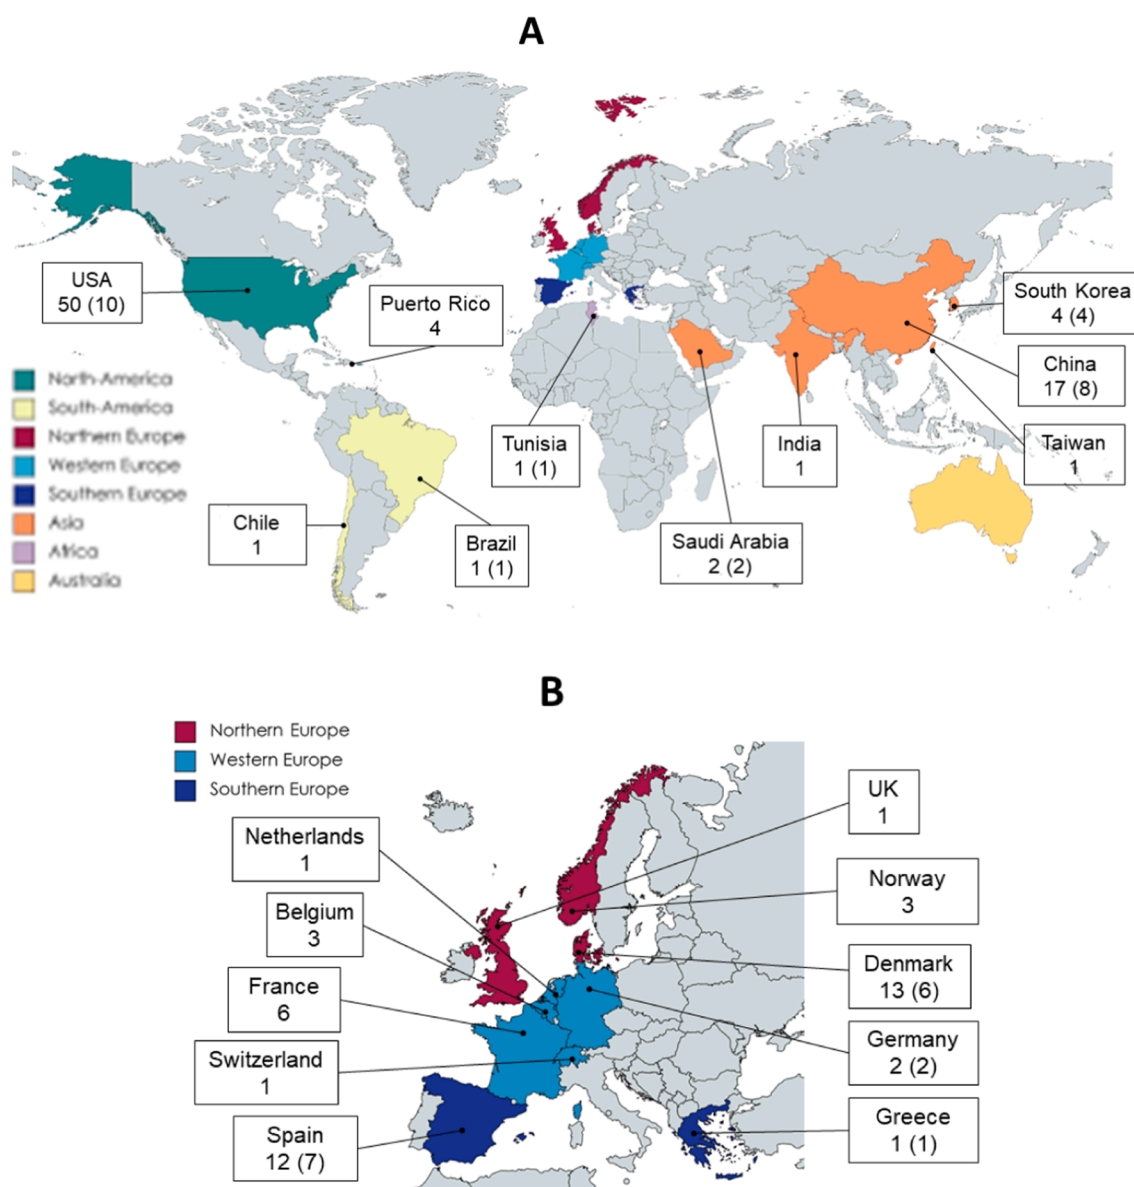 A
USA
50 (10)
Puerto Rico
4
South Korea
4 (4)
China
17 (8)
North-America
South-America
Northern Europe
Western Europe
Southern Europe
Asia
Africa
Australia
Tunisia
1 (1)
India
1
Taiwan
1
Chile
1
Brazil
1 (1)
Saudi Arabia
2 (2)
B
Northern Europe
Western Europe
Southern Europe
UK
1
Netherlands
1
Norway
3
Belgium
3
Denmark
13 (6)
France
6
Germany
2 (2)
Switzerland
1
Greece
1 (1)
Spain
12 (7)